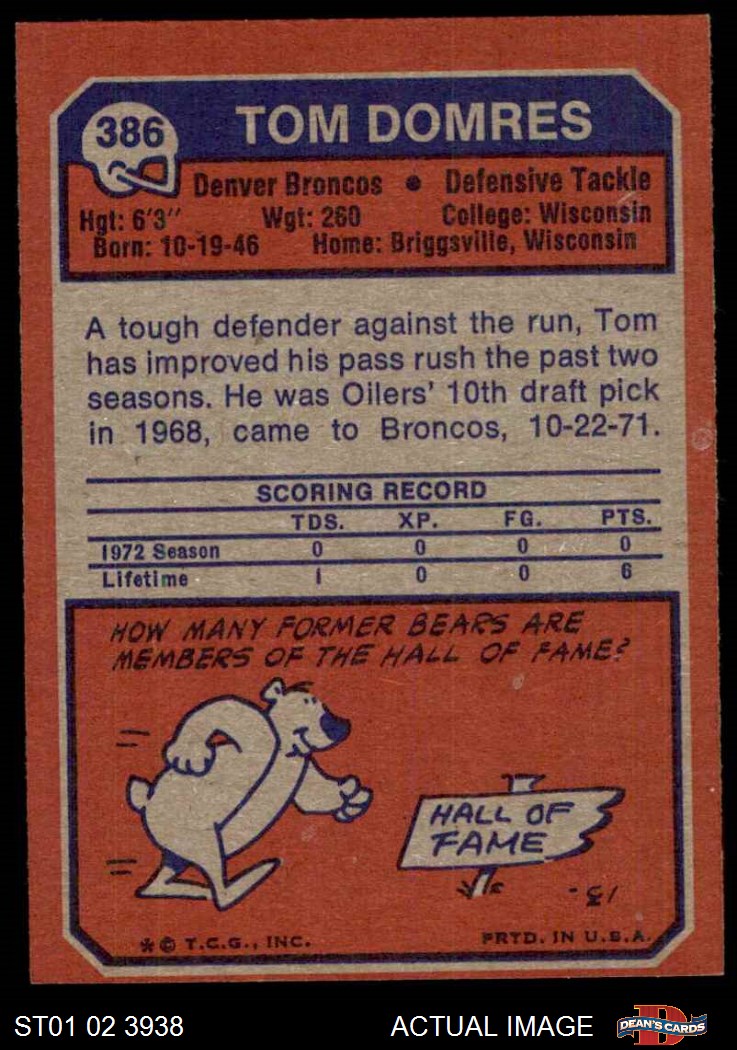 386
TOM DOMRES
Denver Broncos • Defensive Tackle
Hgt: 6'3" Wgt: 260 College: Wisconsin
Born: 10-19-46 Home: Briggsville, Wisconsin
A tough defender against the run, Tom
has improved his pass rush the past two
seasons. He was Oilers' 10th draft pick
in 1968, came to Broncos, 10-22-71.
SCORING RECORD
TDS. XP. FG. PTS.
1972 Season 0 0 0 0
Lifetime 1 0 0 6
HOW MANY FORMER BEARS ARE
MEMBERS OF THE HALL OF FAME?
HALL OF
FAME
* © T.C.G., INC. PRTD. IN U.S.A.
ST01 02 3938 ACTUAL IMAGE DEAN'S CARDS